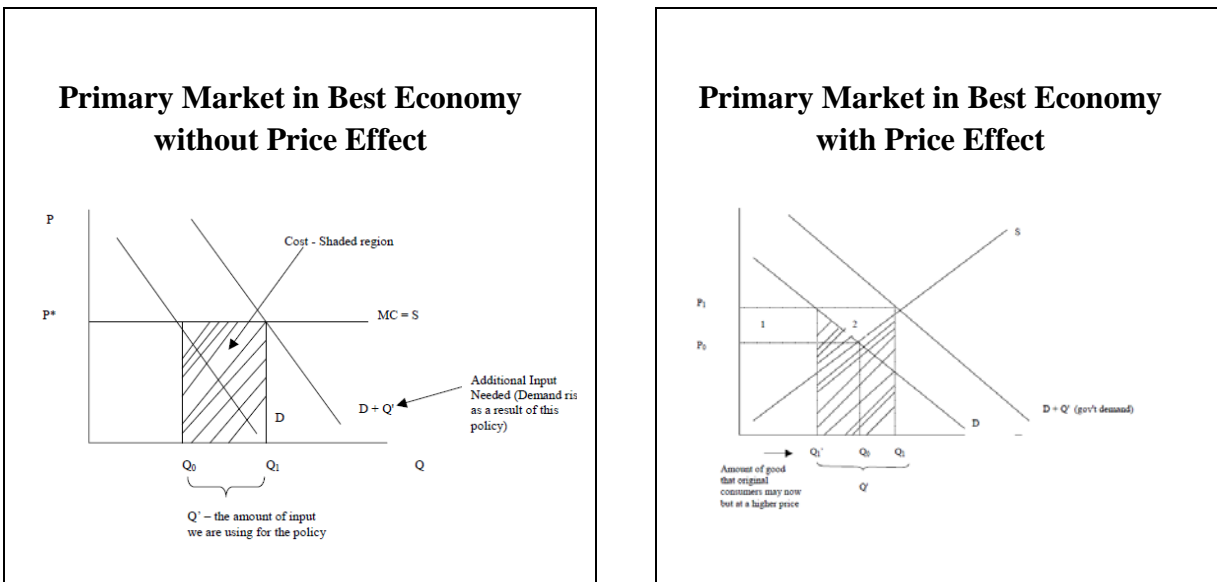 Primary Market in Best Economy
without Price Effect
P
Cost - Shaded region
P*
MC = S
Additional Input
Needed (Demand ris
as a result of this
policy)
D + Q'
D
Q₀
Q₁
Q
Q' – the amount of input
we are using for the policy
Primary Market in Best Economy
with Price Effect
S
P₁
1
2
P₀
D + Q' (gov't demand)
D
Q₁'
Q₀
Q₁
Amount of good
that original
consumers may now
but at a higher price
Q'